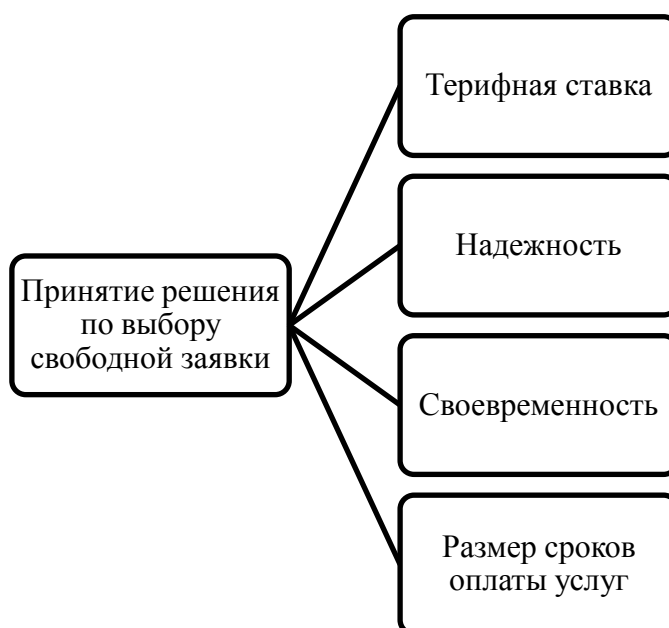 Терифная ставка
Надежность
Принятие решения
по выбору
свободной заявки
Своевременность
Размер сроков
оплаты услуг